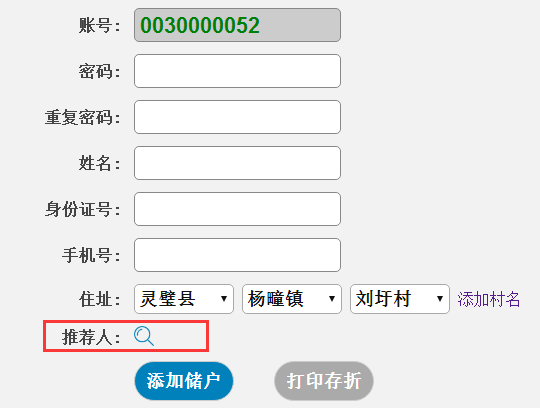 账号： 0030000052
密码：
重复密码：
姓名：
身份证号：
手机号：
住址： 灵璧县 杨疃镇 刘圩村 添加村名
推荐人：
添加储户 打印存折